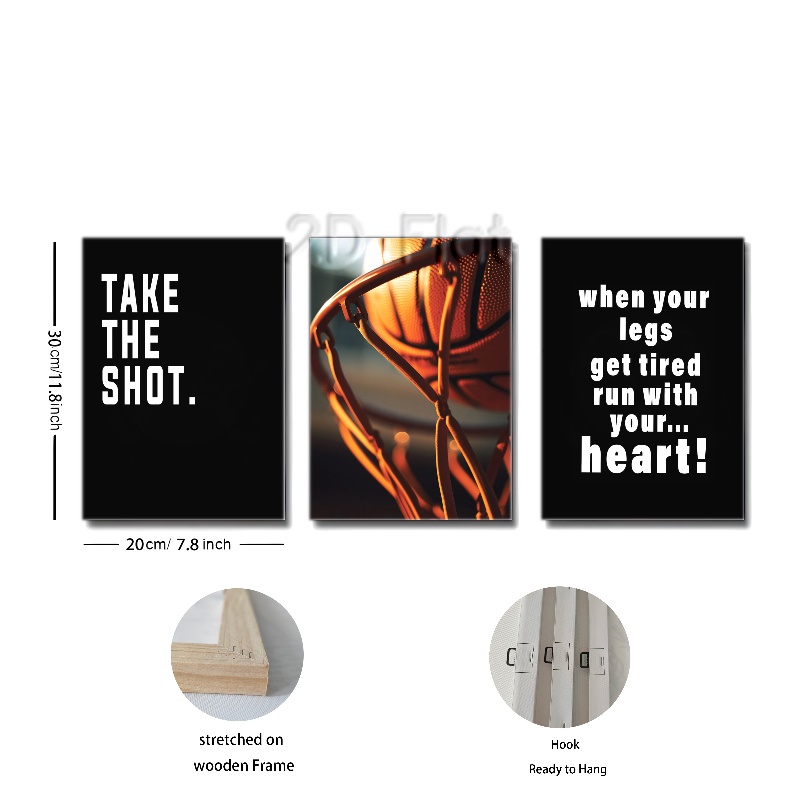 2D Flat
TAKE
THE
SHOT.
when your
legs
get tired
run with
your...
heart!
30cm/11.8inch
20cm/ 7.8 inch
stretched on
wooden Frame
Hook
Ready to Hang